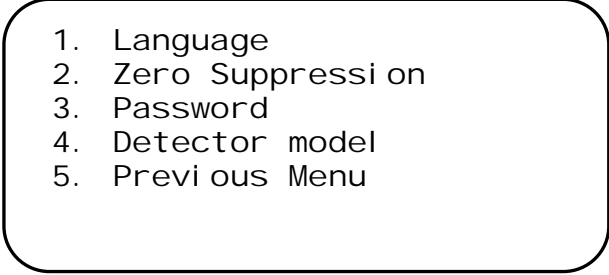 1. Language
2. Zero Suppression
3. Password
4. Detector model
5. Previous Menu